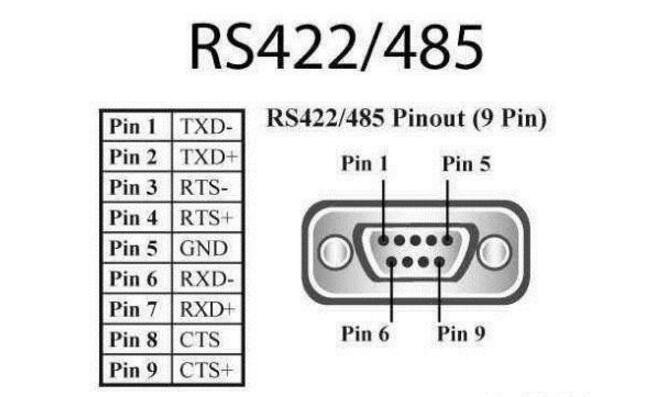 RS422/485
RS422/485 Pinout (9 Pin)
Pin 1 TXD-
Pin 2 TXD+
Pin 3 RTS-
Pin 4 RTS+
Pin 5 GND
Pin 6 RXD-
Pin 7 RXD+
Pin 8 CTS
Pin 9 CTS+
Pin 1 Pin 5
Pin 6 Pin 9